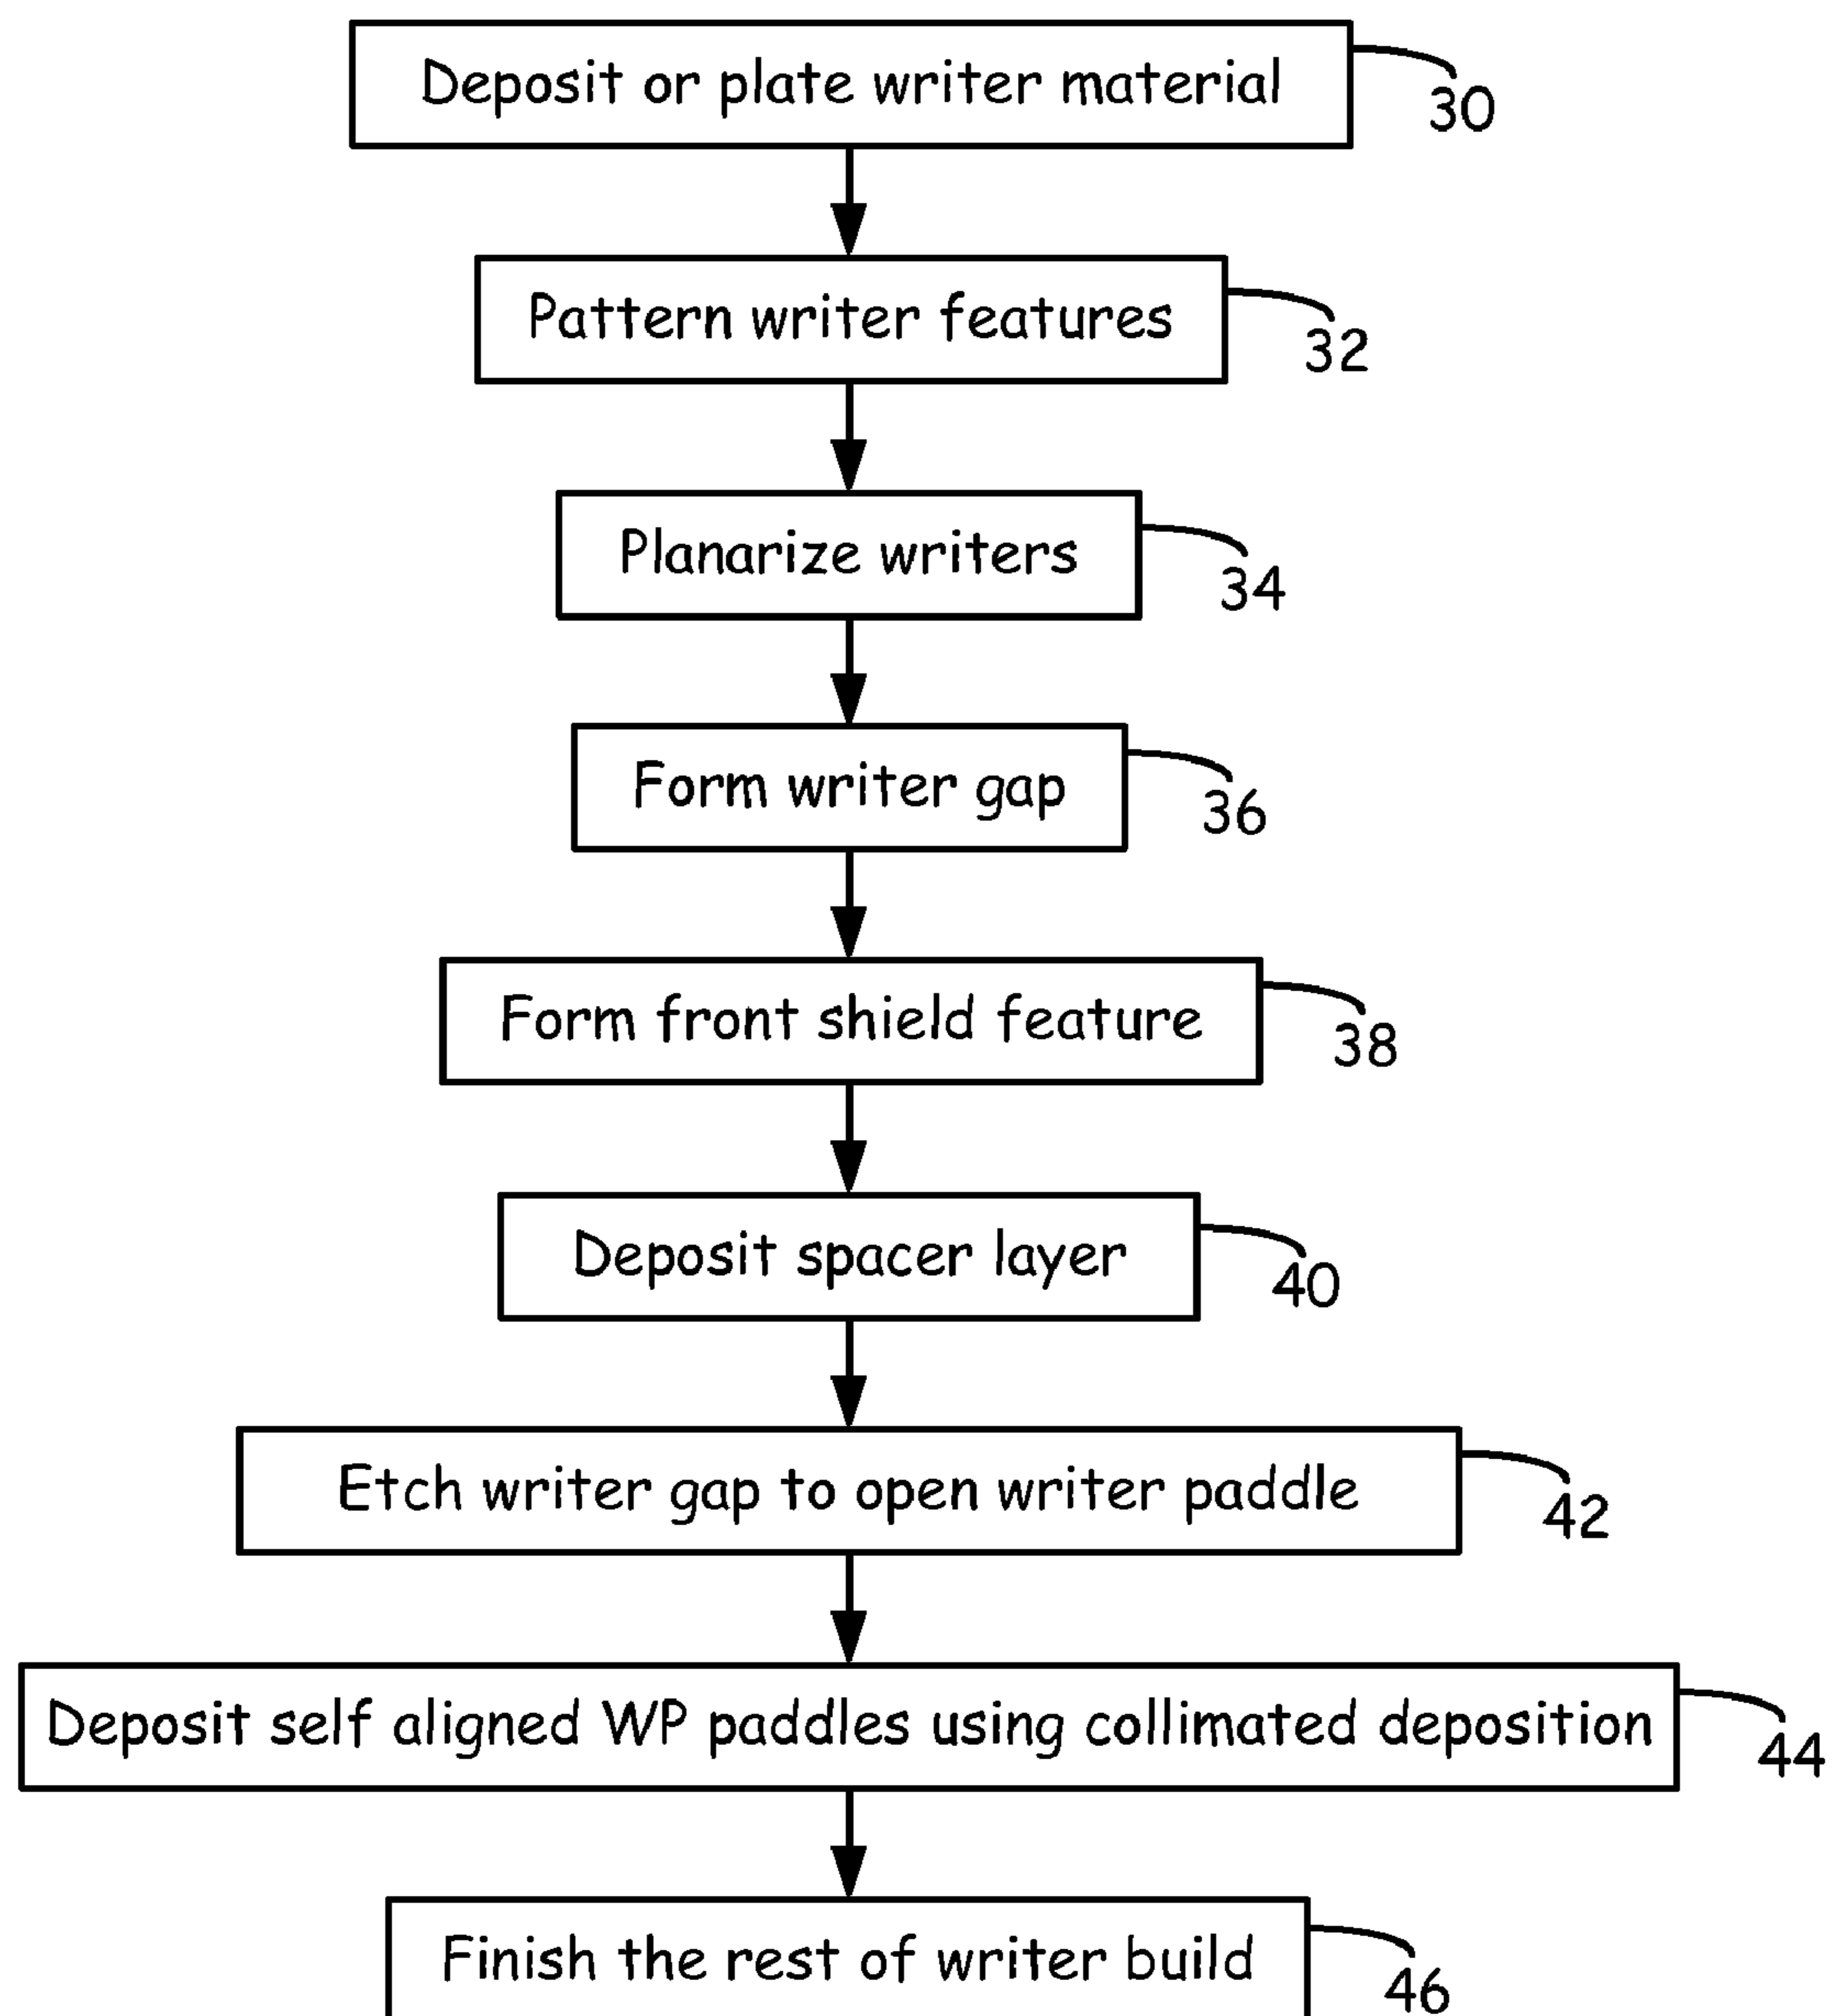 Deposit or plate writer material
30
Pattern writer features
32
Planarize writers
34
Form writer gap
36
Form front shield feature
38
Deposit spacer layer
40
Etch writer gap to open writer paddle
42
Deposit self aligned WP paddles using collimated deposition
44
Finish the rest of writer build
46